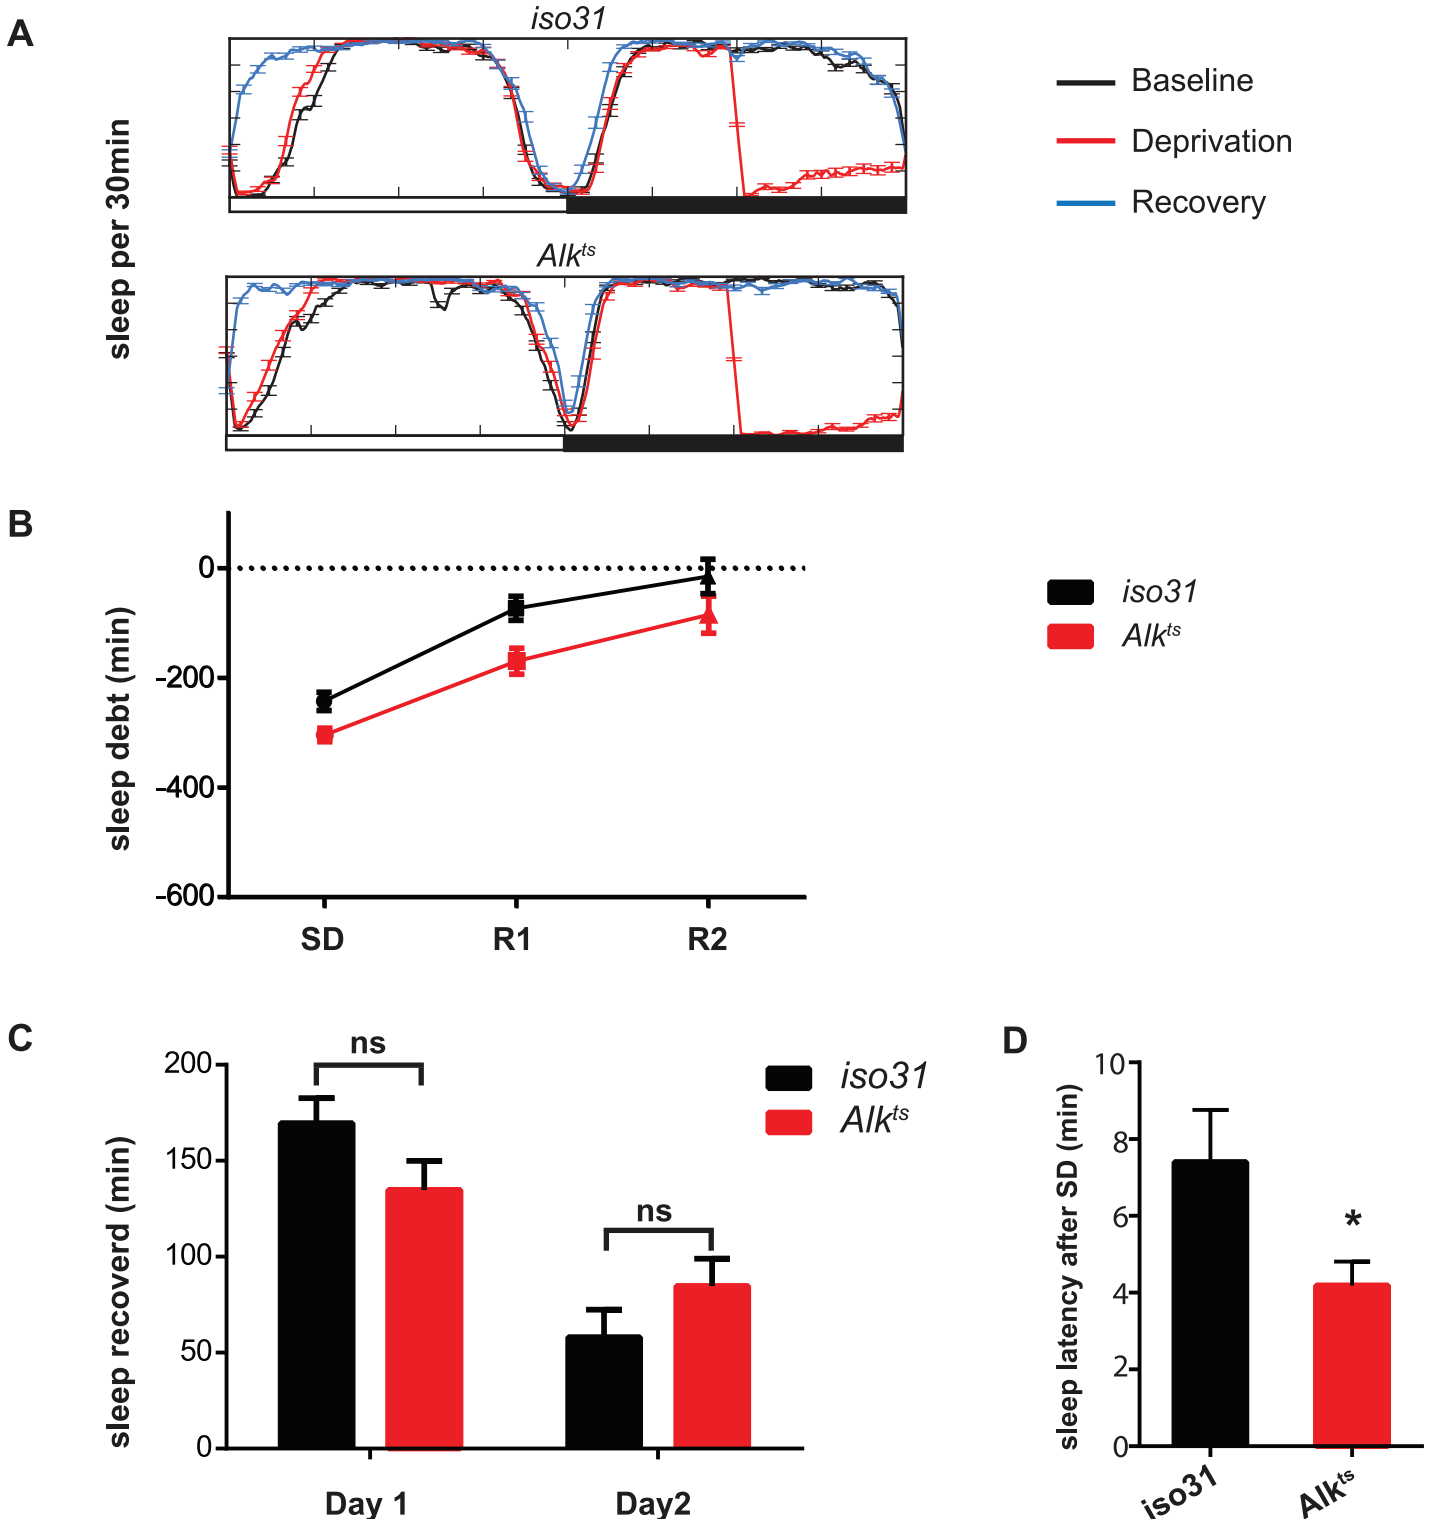 A
iso31
sleep per 30min
Baseline
Deprivation
Recovery
Alkts
B
sleep debt (min)
0
-200
-400
-600
SD
R1
R2
iso31
Alkts
C
sleep recoverd (min)
200
150
100
50
0
ns
ns
Day 1
Day2
iso31
Alkts
D
sleep latency after SD (min)
10
8
6
4
2
0
*
iso31
Alkts